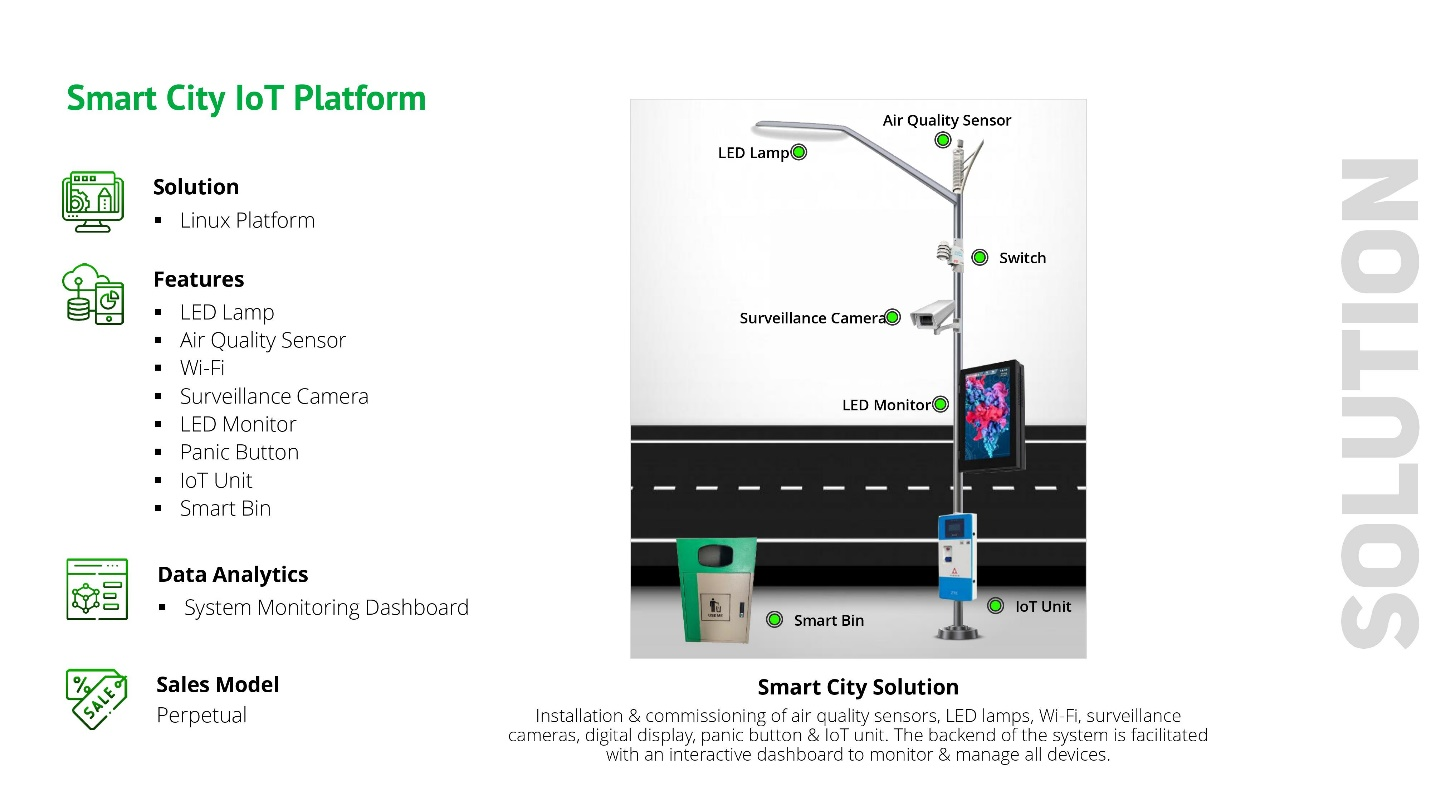 Smart City IoT Platform
Solution
▪ Linux Platform
Features
▪ LED Lamp
▪ Air Quality Sensor
▪ Wi-Fi
▪ Surveillance Camera
▪ LED Monitor
▪ Panic Button
▪ IoT Unit
▪ Smart Bin
Data Analytics
▪ System Monitoring Dashboard
% SALE
Sales Model
Perpetual
Air Quality Sensor
LED Lamp
Switch
Surveillance Camera
LED Monitor
IoT Unit
Smart Bin
Smart City Solution
Installation & commissioning of air quality sensors, LED lamps, Wi-Fi, surveillance
cameras, digital display, panic button & IoT unit. The backend of the system is facilitated
with an interactive dashboard to monitor & manage all devices.
SOLUTION